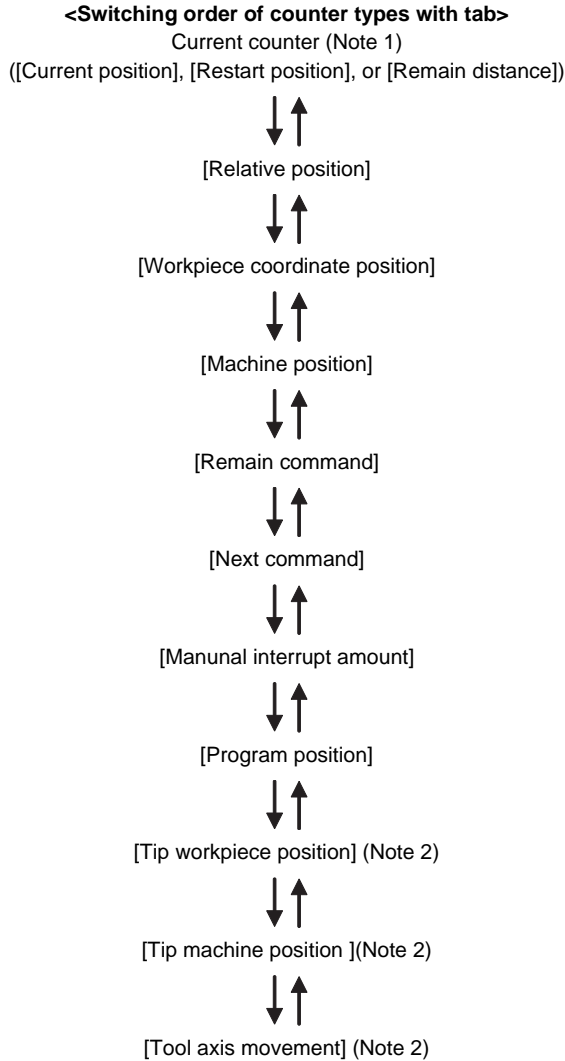 <Switching order of counter types with tab>
Current counter (Note 1)
([Current position], [Restart position], or [Remain distance])
[Relative position]
[Workpiece coordinate position]
[Machine position]
[Remain command]
[Next command]
[Manunal interrupt amount]
[Program position]
[Tip workpiece position] (Note 2)
[Tip machine position ](Note 2)
[Tool axis movement] (Note 2)